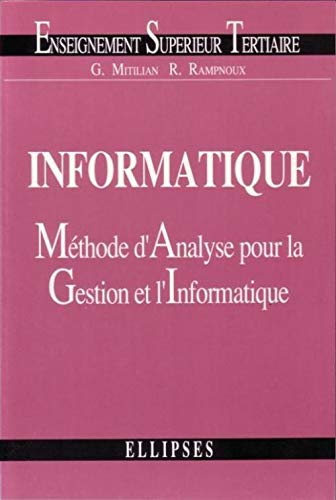 ENSEIGNEMENT SUPERIEUR TERTIAIRE
G. MITILIAN R. RAMPNOUX
INFORMATIQUE
Méthode d'Analyse pour la
Gestion et l'Informatique
ELLIPSES